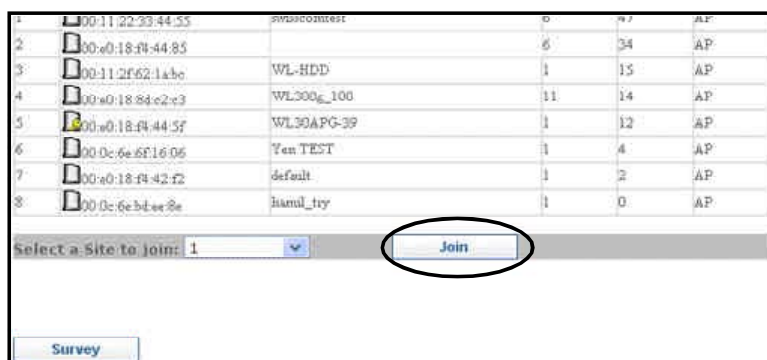 1 00:11:22:33:44:55 swisscomtest 6 47 AP
2 00:e0:18:f4:44:85 6 34 AP
3 00:11:2f:62:1a:bc WL-HDD 1 15 AP
4 00:e0:18:8d:e2:e3 WL300g_100 11 14 AP
5 00:e0:18:f4:44:5f WL30APG-39 1 12 AP
6 00:0c:6e:6f:16:06 Yen TEST 1 4 AP
7 00:e0:18:f4:42:f2 default 1 2 AP
8 00:0c:6e:bd:ee:8e hamil_try 1 0 AP
Select a Site to join: 1 Join
Survey